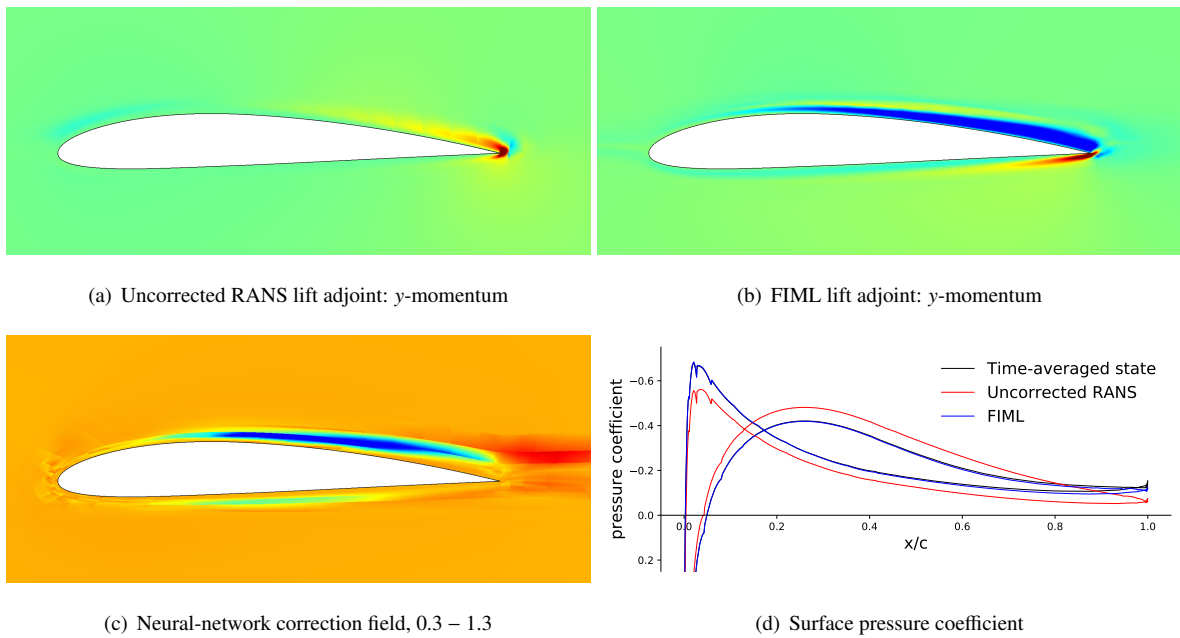 (a) Uncorrected RANS lift adjoint: y-momentum
(b) FIML lift adjoint: y-momentum
(c) Neural-network correction field, 0.3 − 1.3
pressure coefficient
−0.6
−0.4
−0.2
0.0
0.2
0.0
0.2
0.4
0.6
0.8
1.0
x/c
Time-averaged state
Uncorrected RANS
FIML
(d) Surface pressure coefficient